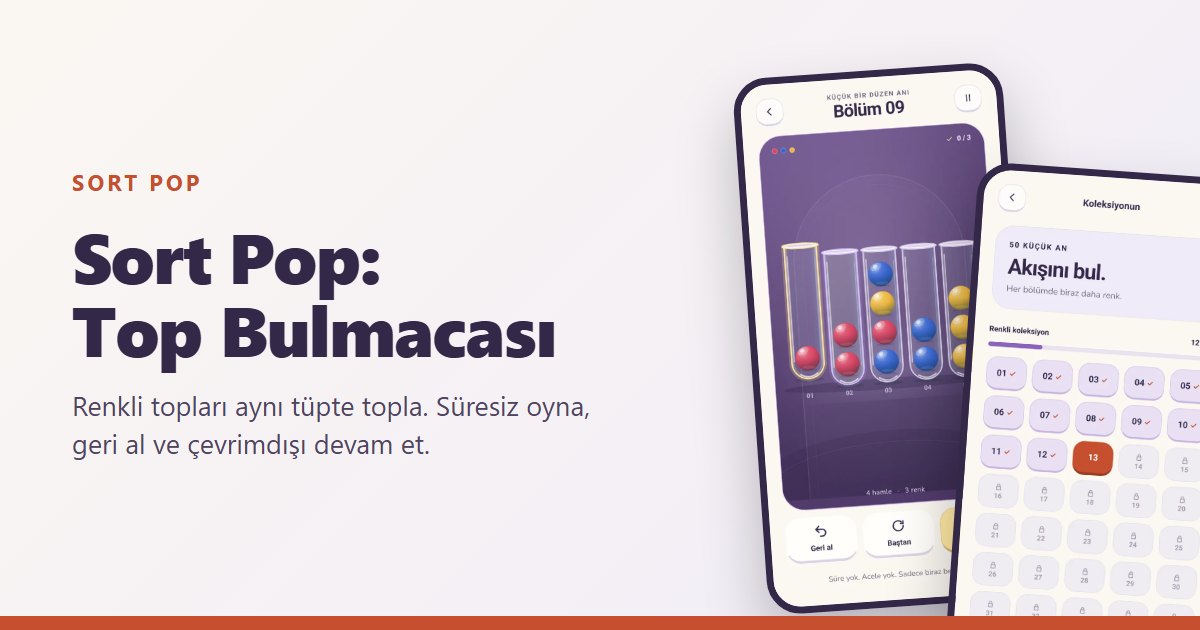 SORT POP
Sort Pop:
Top Bulmacası
Renkli topları aynı tüpte topla. Süresiz oyna,
geri al ve çevrimdışı devam et.
KÜÇÜK BİR DÜZEN ANI
Bölüm 09
0 / 3
01
02
03
04
4 hamle · 3 renk
Geri al
Baştan
Süre yok. Acele yok. Sadece biraz
Koleksiyonun
50 KÜÇÜK AN
Akışını bul.
Her bölümde biraz daha renk.
Renkli koleksiyon
12
01 02 03 04 05
06 07 08 09 10
11 12 13 14 15
16 17 18 19 20
21 22 23 24 25
26 27 28 29 30
31